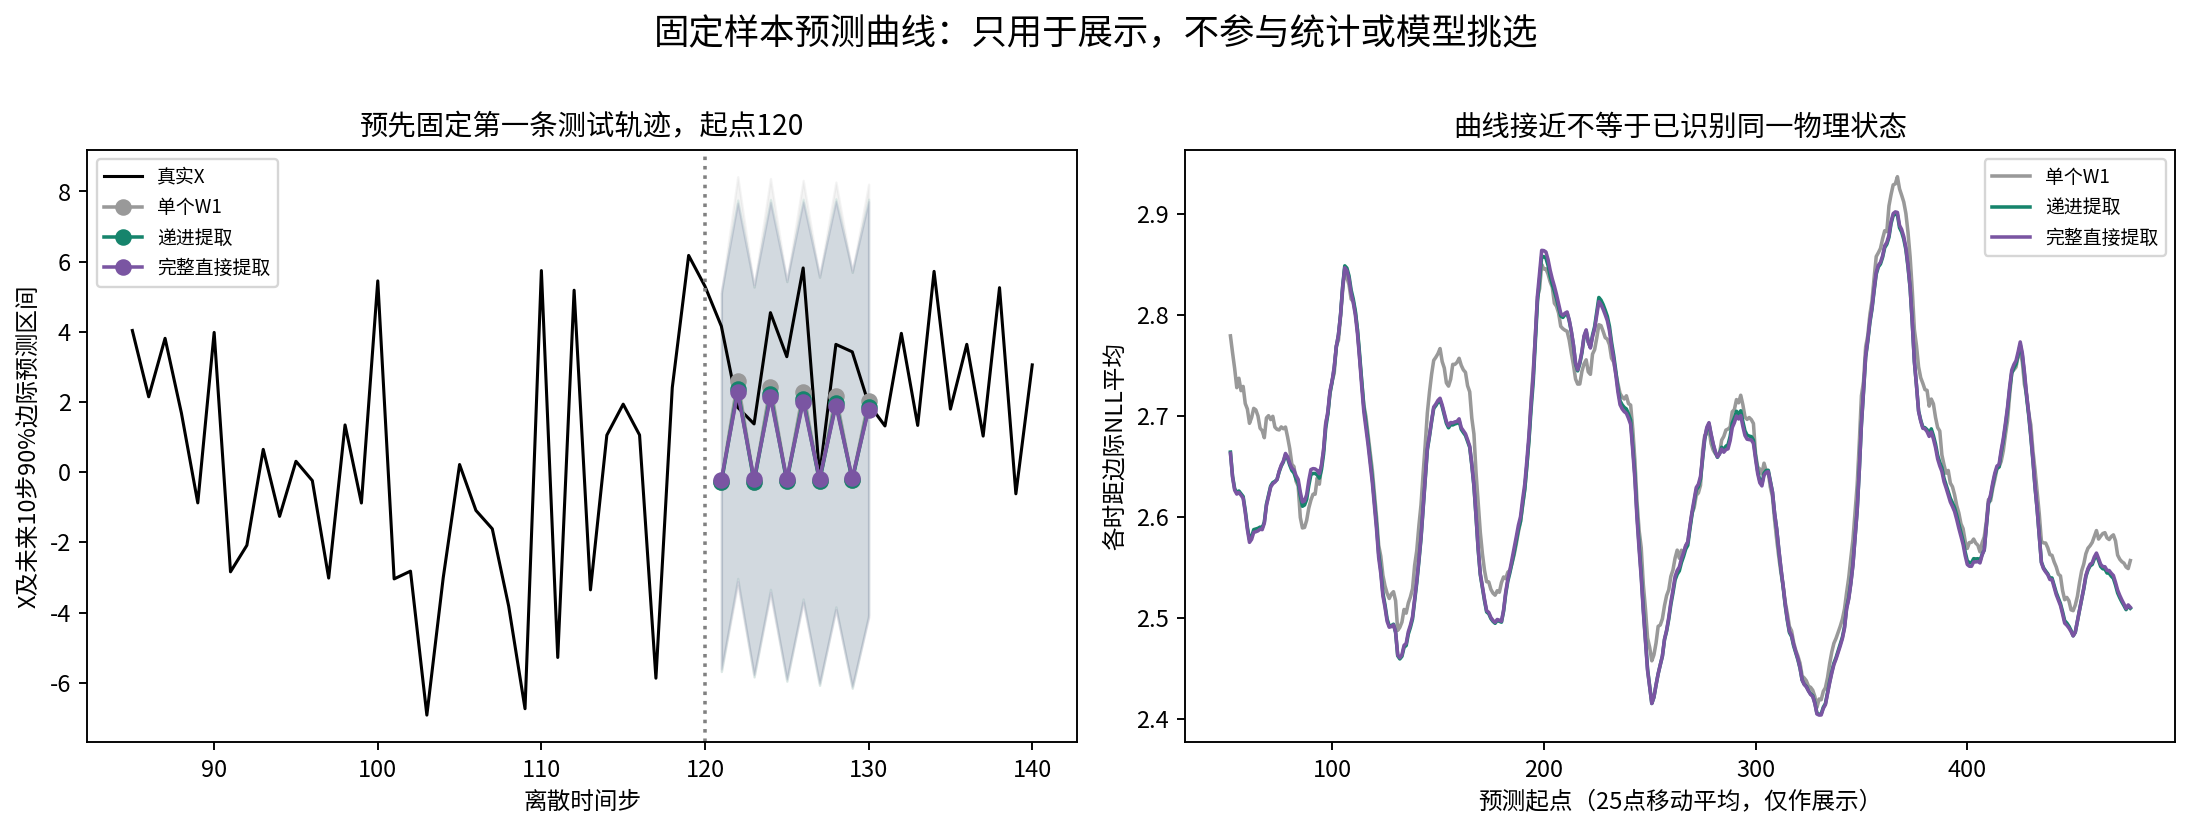 固定样本预测曲线：只用于展示，不参与统计或模型挑选
预先固定第一条测试轨迹，起点120
X及未来10步90%边际预测区间
8
6
4
2
0
-2
-4
-6
真实X
单个W1
递进提取
完整直接提取
90
100
110
120
130
140
离散时间步
曲线接近不等于已识别同一物理状态
各时距边际NLL平均
2.9
2.8
2.7
2.6
2.5
2.4
单个W1
递进提取
完整直接提取
100
200
300
400
预测起点（25点移动平均，仅作展示）